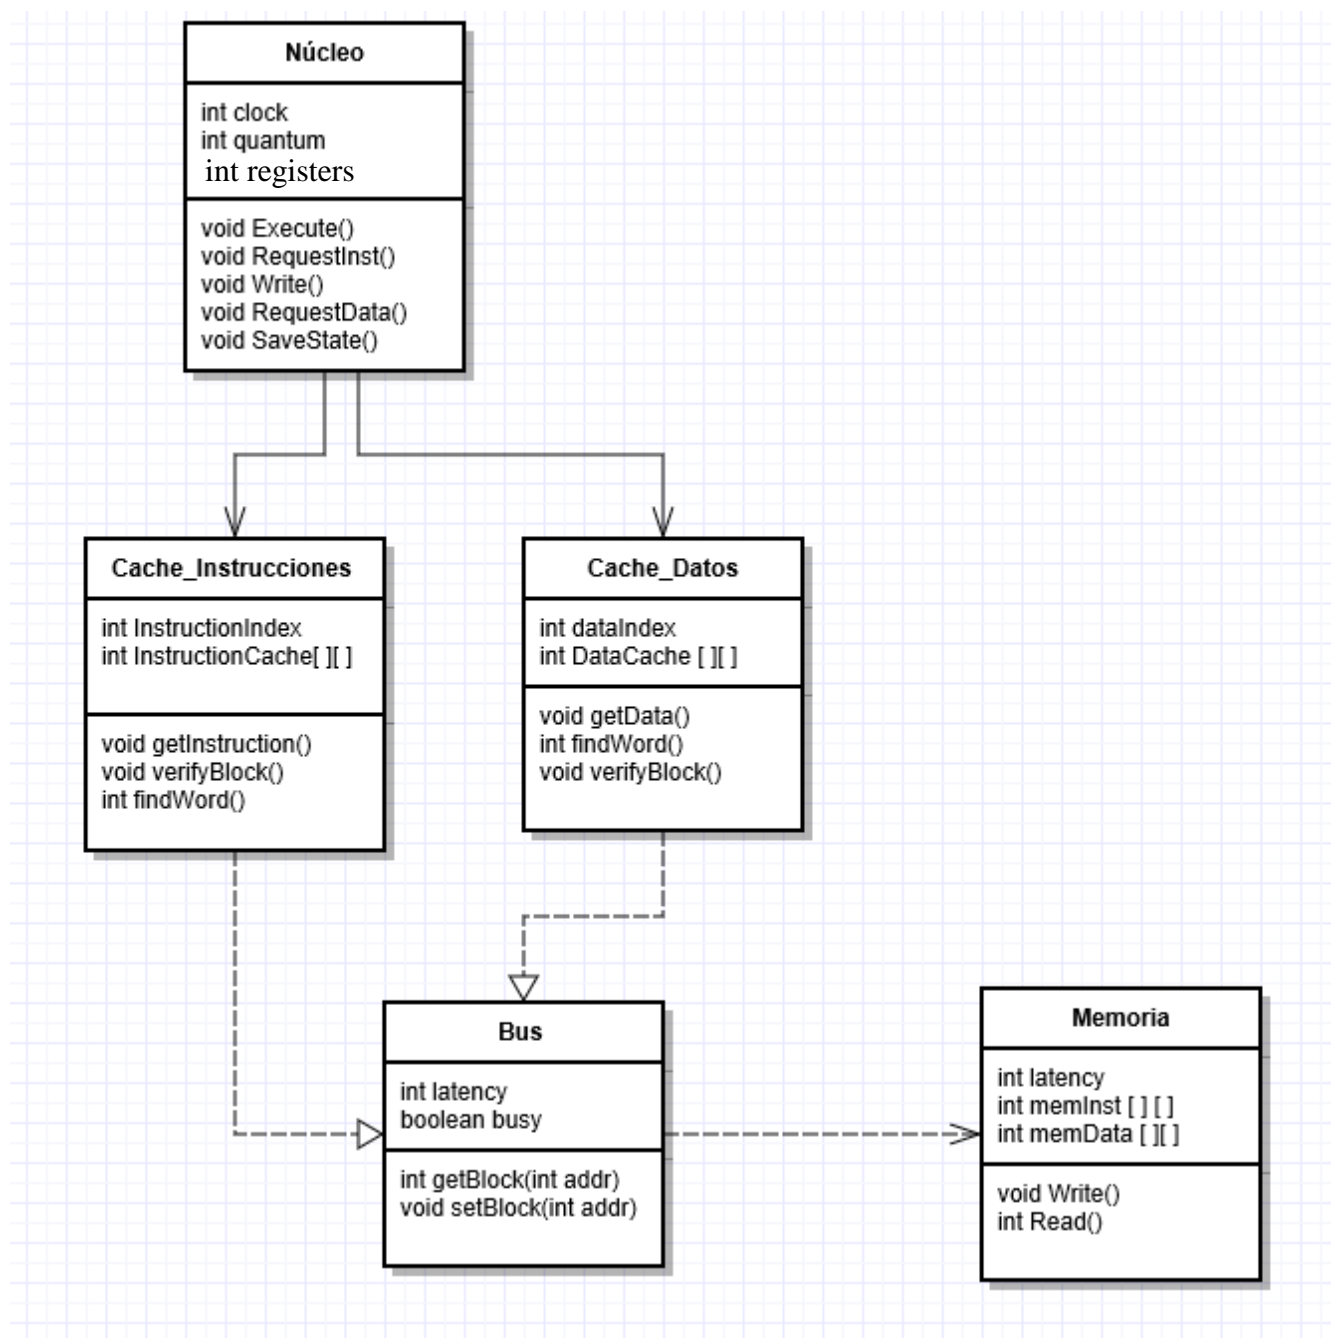 Núcleo
int clock
int quantum
int registers
void Execute()
void RequestInst()
void Write()
void RequestData()
void SaveState()
Cache_Instrucciones
int InstructionIndex
int InstructionCache[ ][ ]
void getInstruction()
void verifyBlock()
int findWord()
Cache_Datos
int dataIndex
int DataCache [ ][ ]
void getData()
int findWord()
void verifyBlock()
Bus
int latency
boolean busy
int getBlock(int addr)
void setBlock(int addr)
Memoria
int latency
int memInst [ ] [ ]
int memData [ ][ ]
void Write()
int Read()